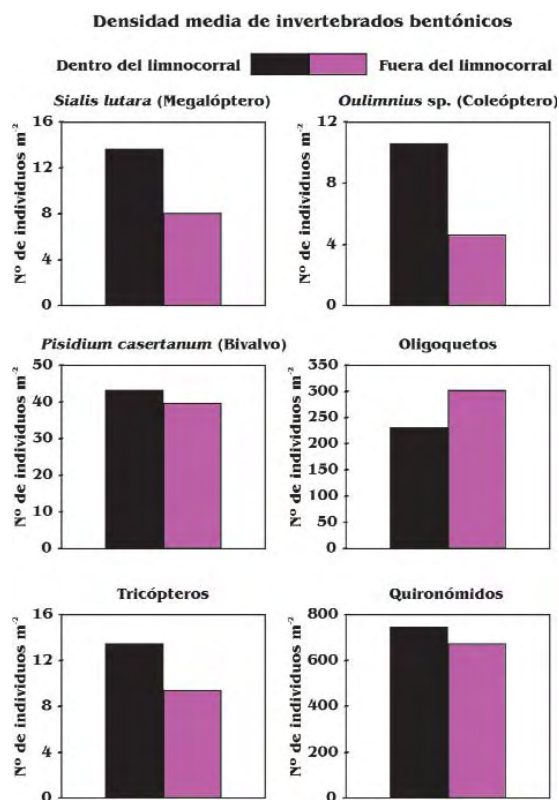 Densidad media de invertebrados bentónicos
Dentro del limnocorral Fuera del limnocorral
Sialis lutara (Megalóptero)
Nº de individuos m⁻²
16
12
8
4
0
Oulimnius sp. (Coleóptero)
Nº de individuos m⁻²
12
8
4
0
Pisidium casertanum (Bivalvo)
Nº de individuos m⁻²
50
40
30
20
10
0
Oligoquetos
Nº de individuos m⁻²
350
300
250
200
150
100
50
0
Tricópteros
Nº de individuos m⁻²
16
12
8
4
0
Quironómidos
Nº de individuos m⁻²
800
600
400
200
0